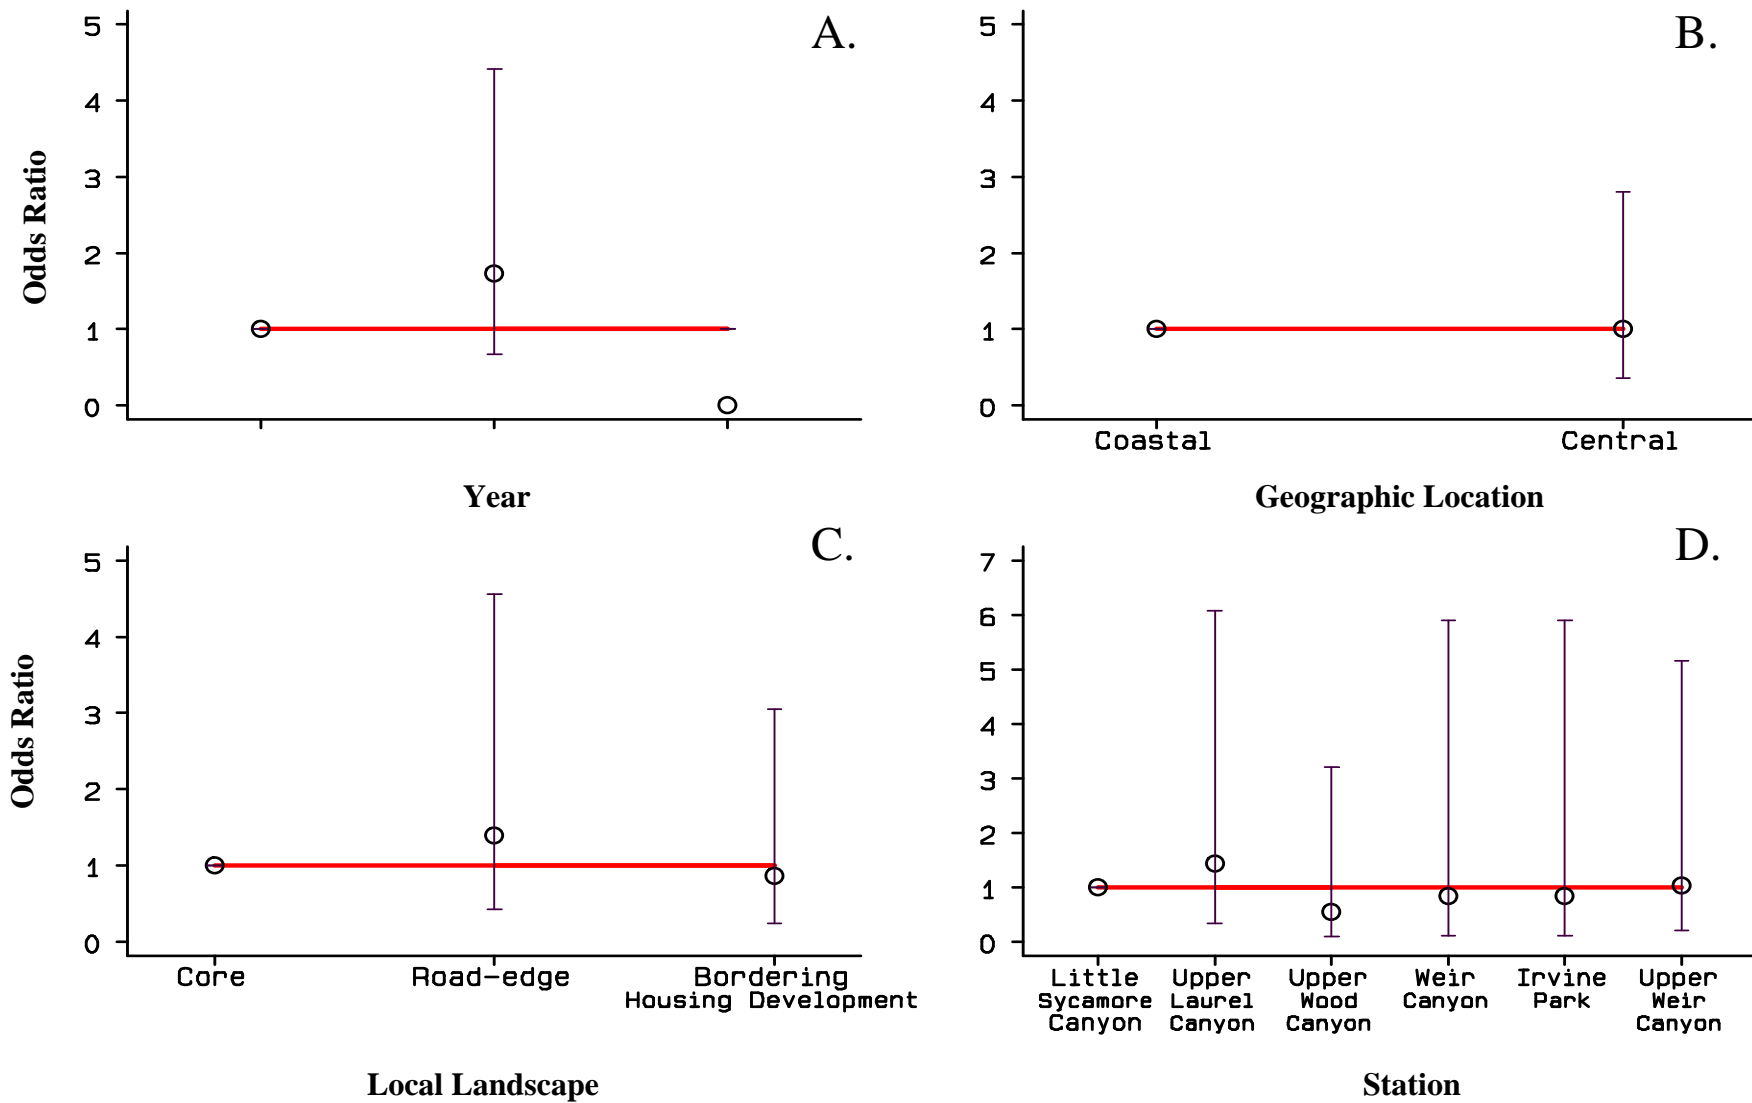 A.
5
4
3
2
1
0
Odds Ratio
Year
B.
5
4
3
2
1
0
Coastal Central
Geographic Location
C.
5
4
3
2
1
0
Odds Ratio
Core Road-edge Bordering
Housing Development
Local Landscape
D.
7
6
5
4
3
2
1
0
Little Upper Upper Weir Irvine Upper
Sycamore Laurel Wood Canyon Park Weir
Canyon Canyon Canyon Canyon
Station